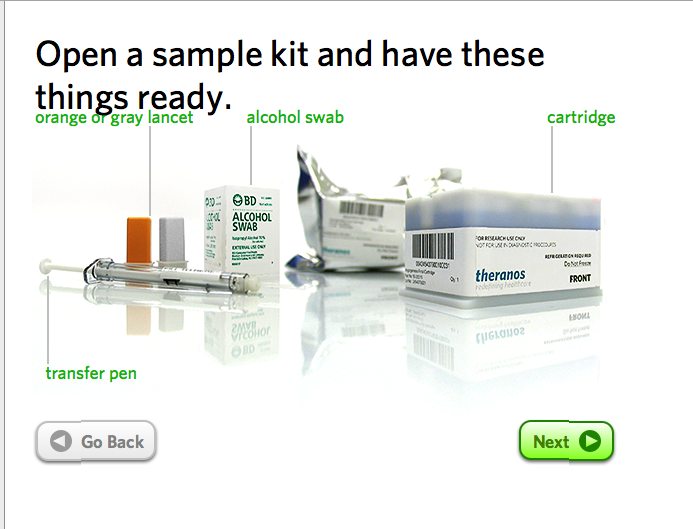 Open a sample kit and have these
things ready.
orange or gray lancet
alcohol swab
cartridge
BD
ALCOHOL
SWAB
EXTERNAL USE ONLY
theranos
FOR RESEARCH USE ONLY
NOT FOR USE IN DIAGNOSTIC PROCEDURES
REFRIGERATION REQUIRED
Do Not Freeze
theranos
redefining healthcare
FRONT
transfer pen
Go Back
Next